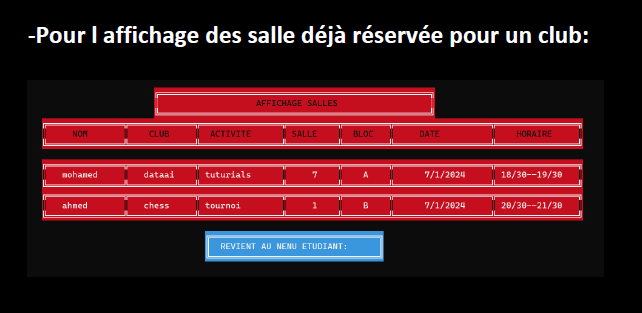 -Pour l affichage des salle déjà réservée pour un club:
AFFICHAGE SALLES
NOM CLUB ACTIVITE SALLE BLOC DATE HORAIRE
mohamed dataai tuturials 7 A 7/1/2024 18/30--19/30
ahmed chess tournoi 1 B 7/1/2024 20/30--21/30
REVIENT AU NENU ETUDIANT: